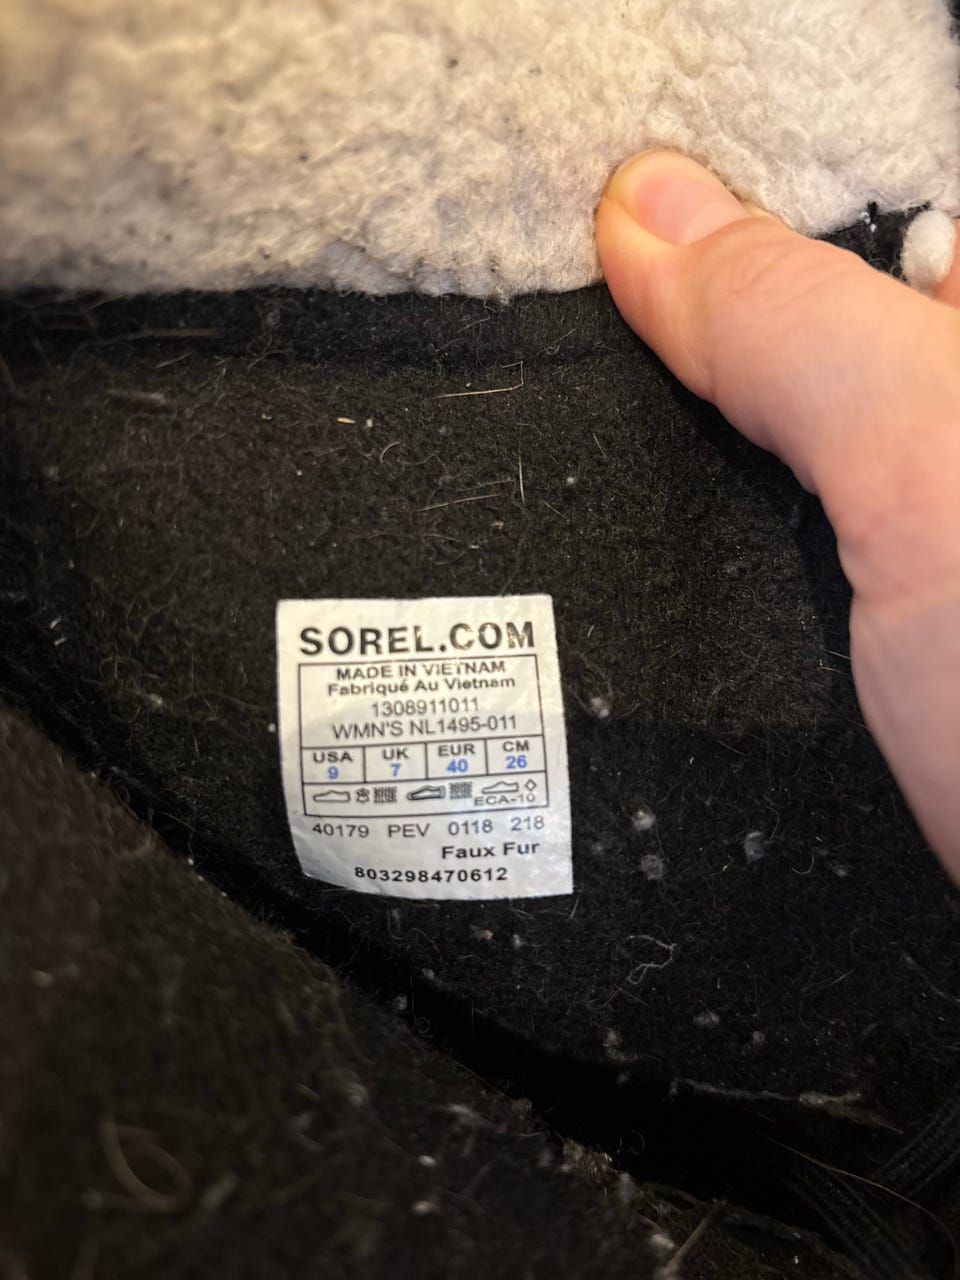 SOREL.COM
MADE IN VIETNAM
Fabriqué Au Vietnam
1308911011
WMN'S NL1495-011
USA UK EUR CM
9 7 40 26
ECA-10
40179 PEV 0118 218
Faux Fur
803298470612